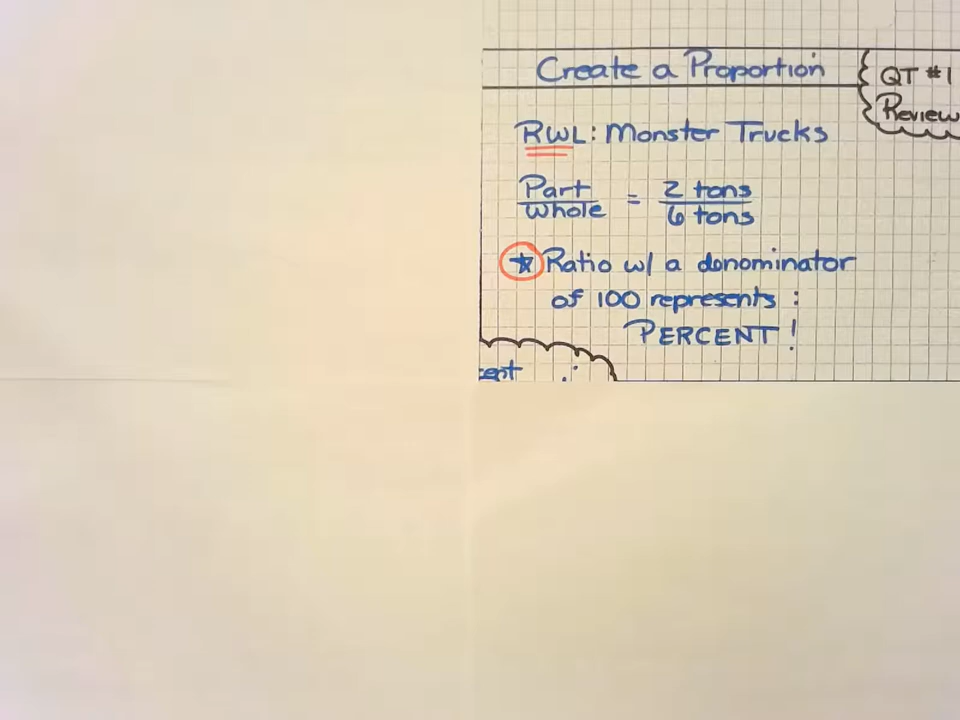 Create a Proportion
QT #1
Review
RWL: Monster Trucks
Part/Whole = 2 tons/6 tons
★ Ratio w/ a denominator
of 100 represents :
PERCENT!